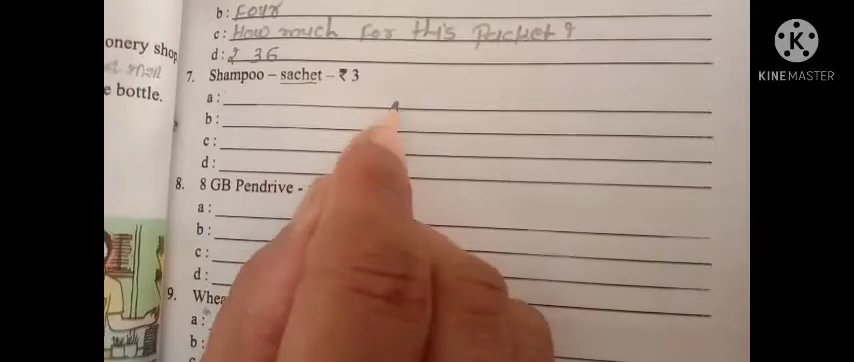 b: Four
c: How much for this Packet?
d: ₹ 36
onery shop
e bottle.
7. Shampoo – sachet – ₹ 3
a:
b:
c:
d:
8. 8 GB Pendrive -
a:
b:
c:
d:
9. Whea
a:
b:
KINEMASTER